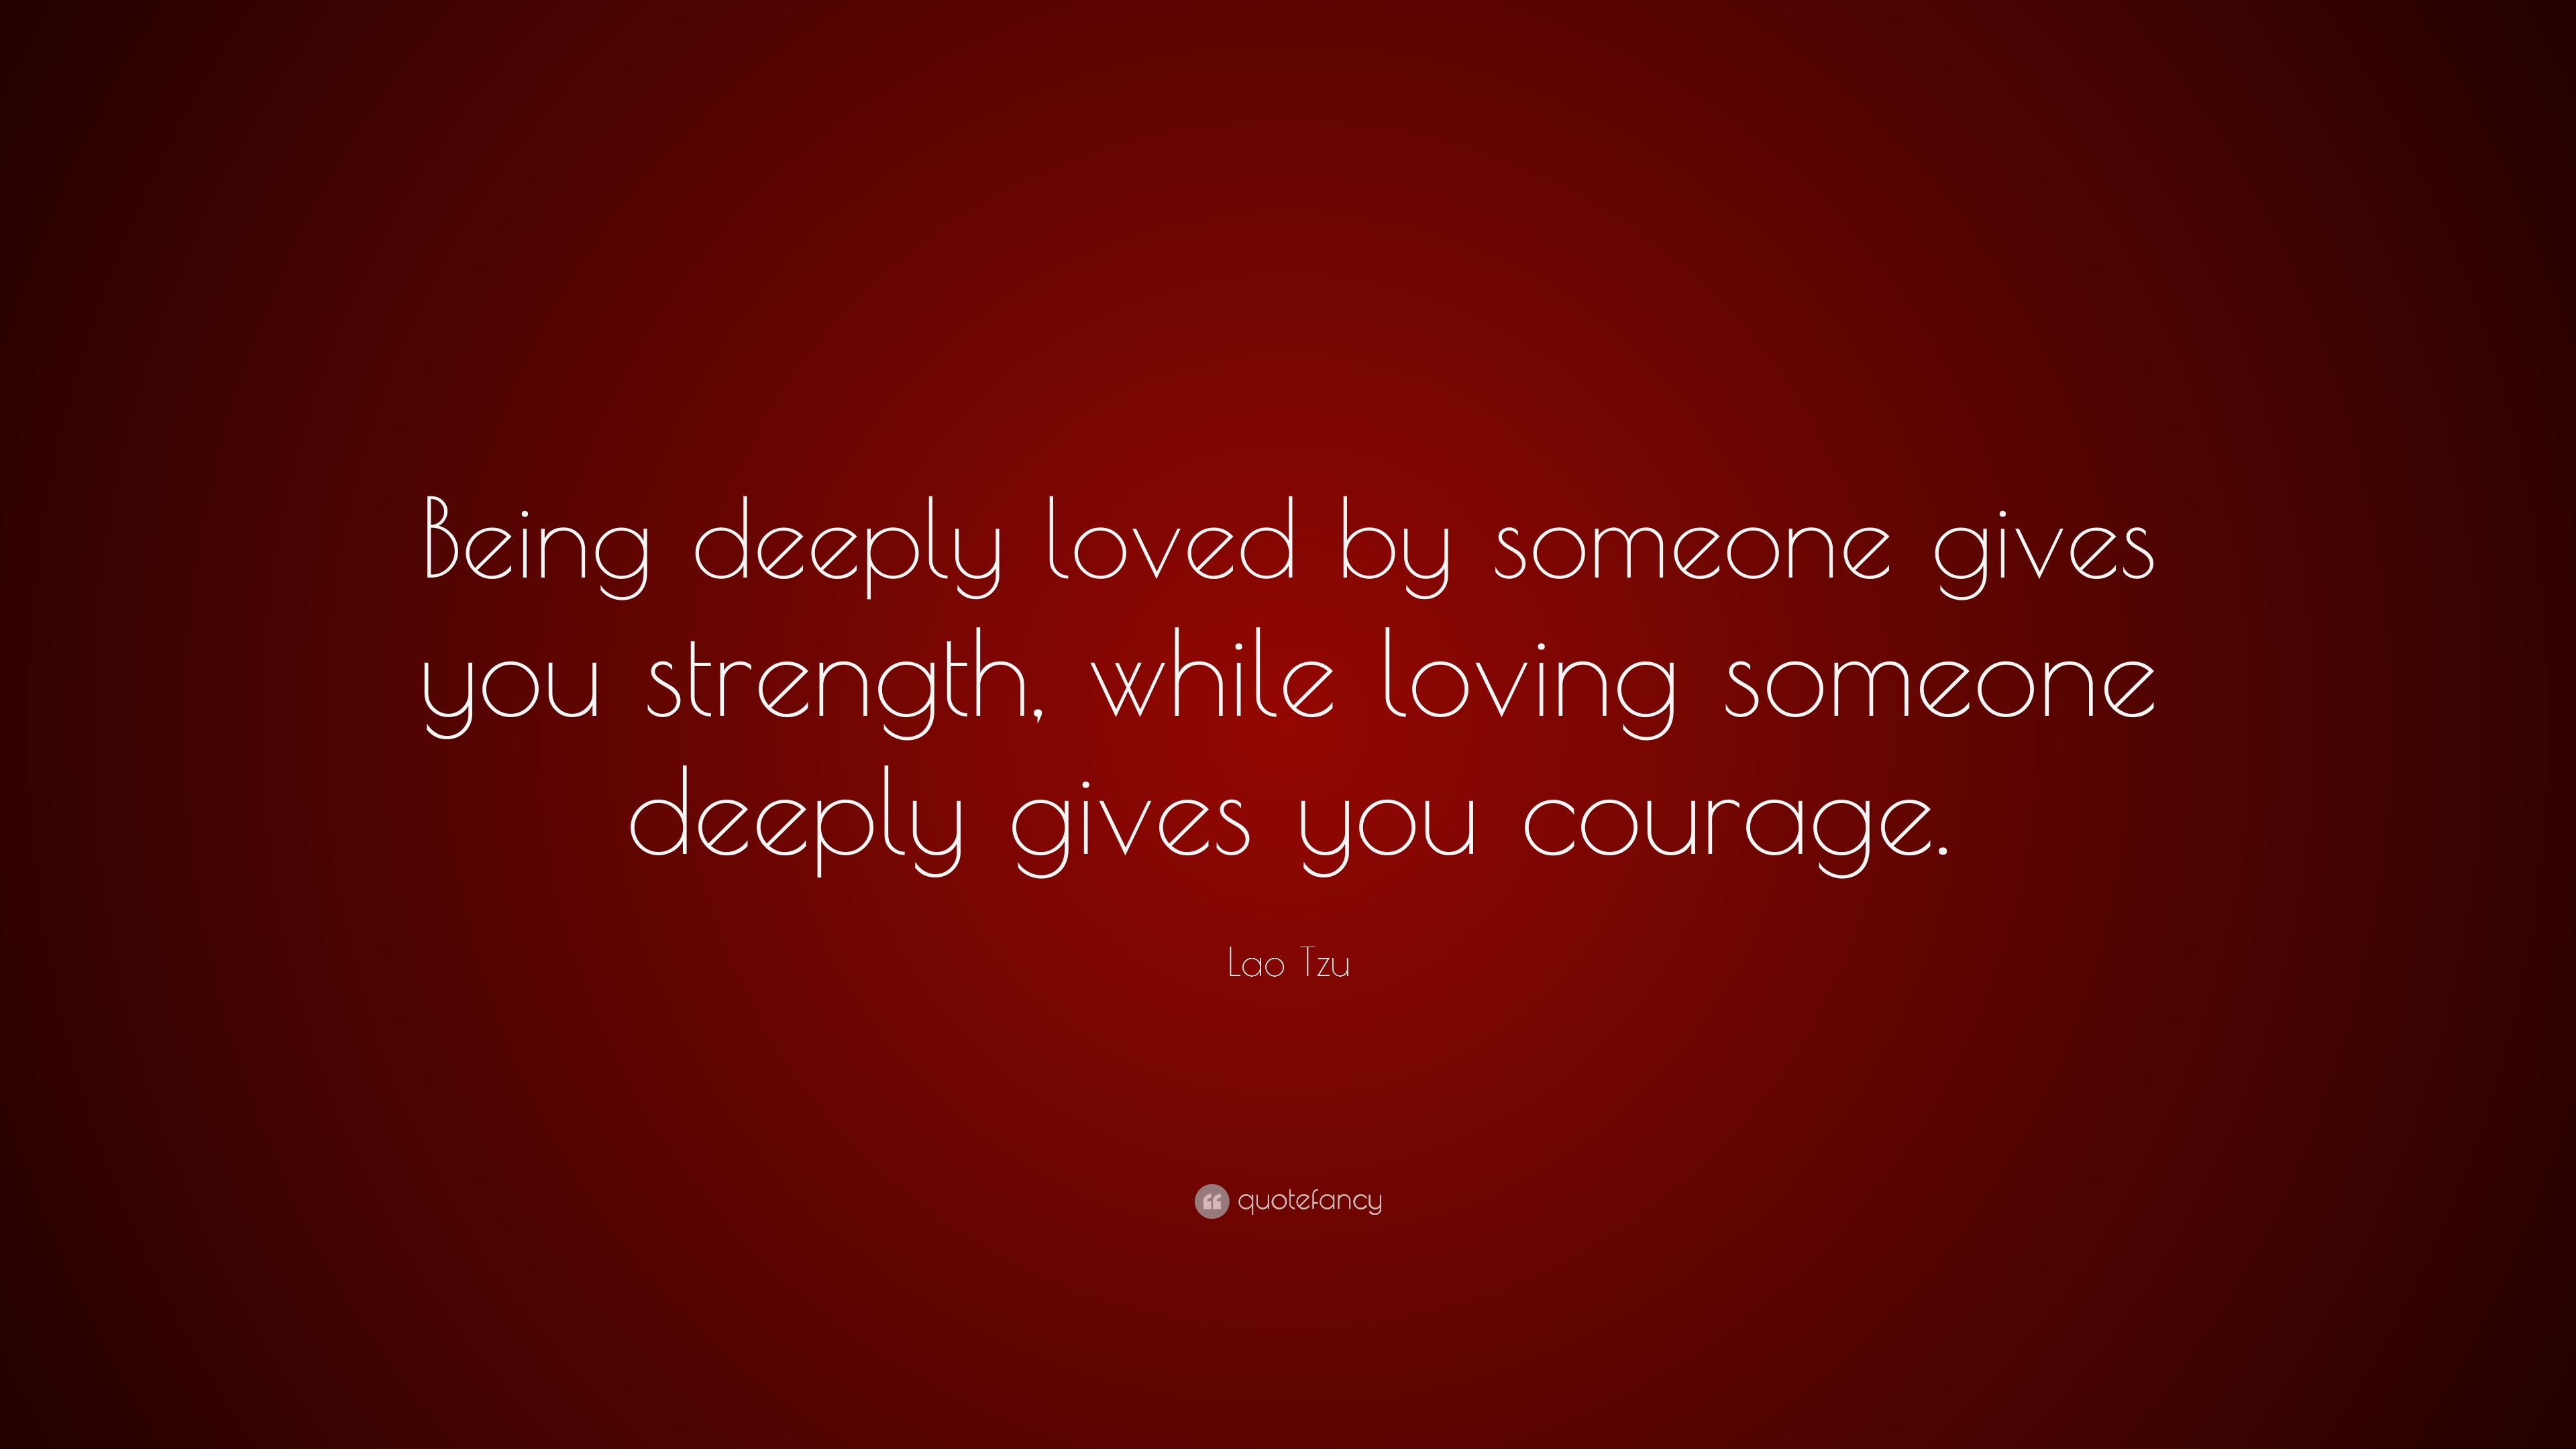 Being deeply loved by someone gives
you strength, while loving someone
deeply gives you courage.
Lao Tzu
quotefancy